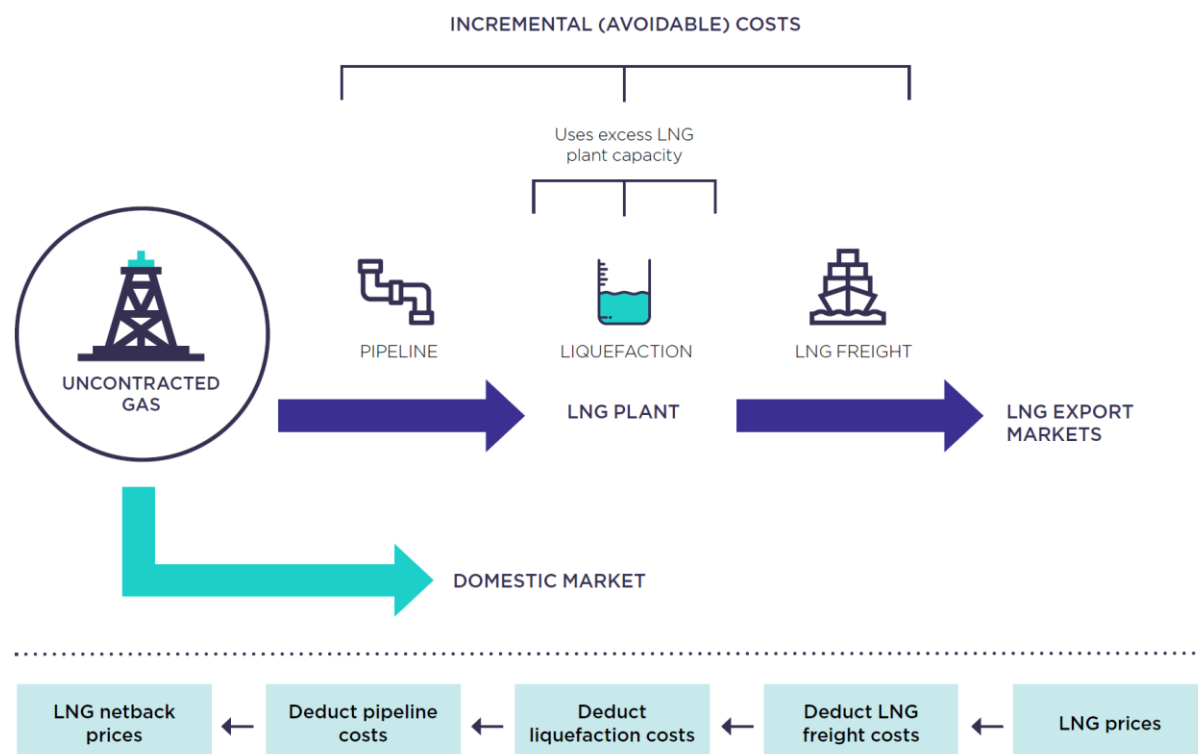 INCREMENTAL (AVOIDABLE) COSTS
Uses excess LNG
plant capacity
PIPELINE
LIQUEFACTION
LNG FREIGHT
UNCONTRACTED
GAS
LNG PLANT
LNG EXPORT
MARKETS
DOMESTIC MARKET
LNG netback
prices
Deduct pipeline
costs
Deduct
liquefaction costs
Deduct LNG
freight costs
LNG prices